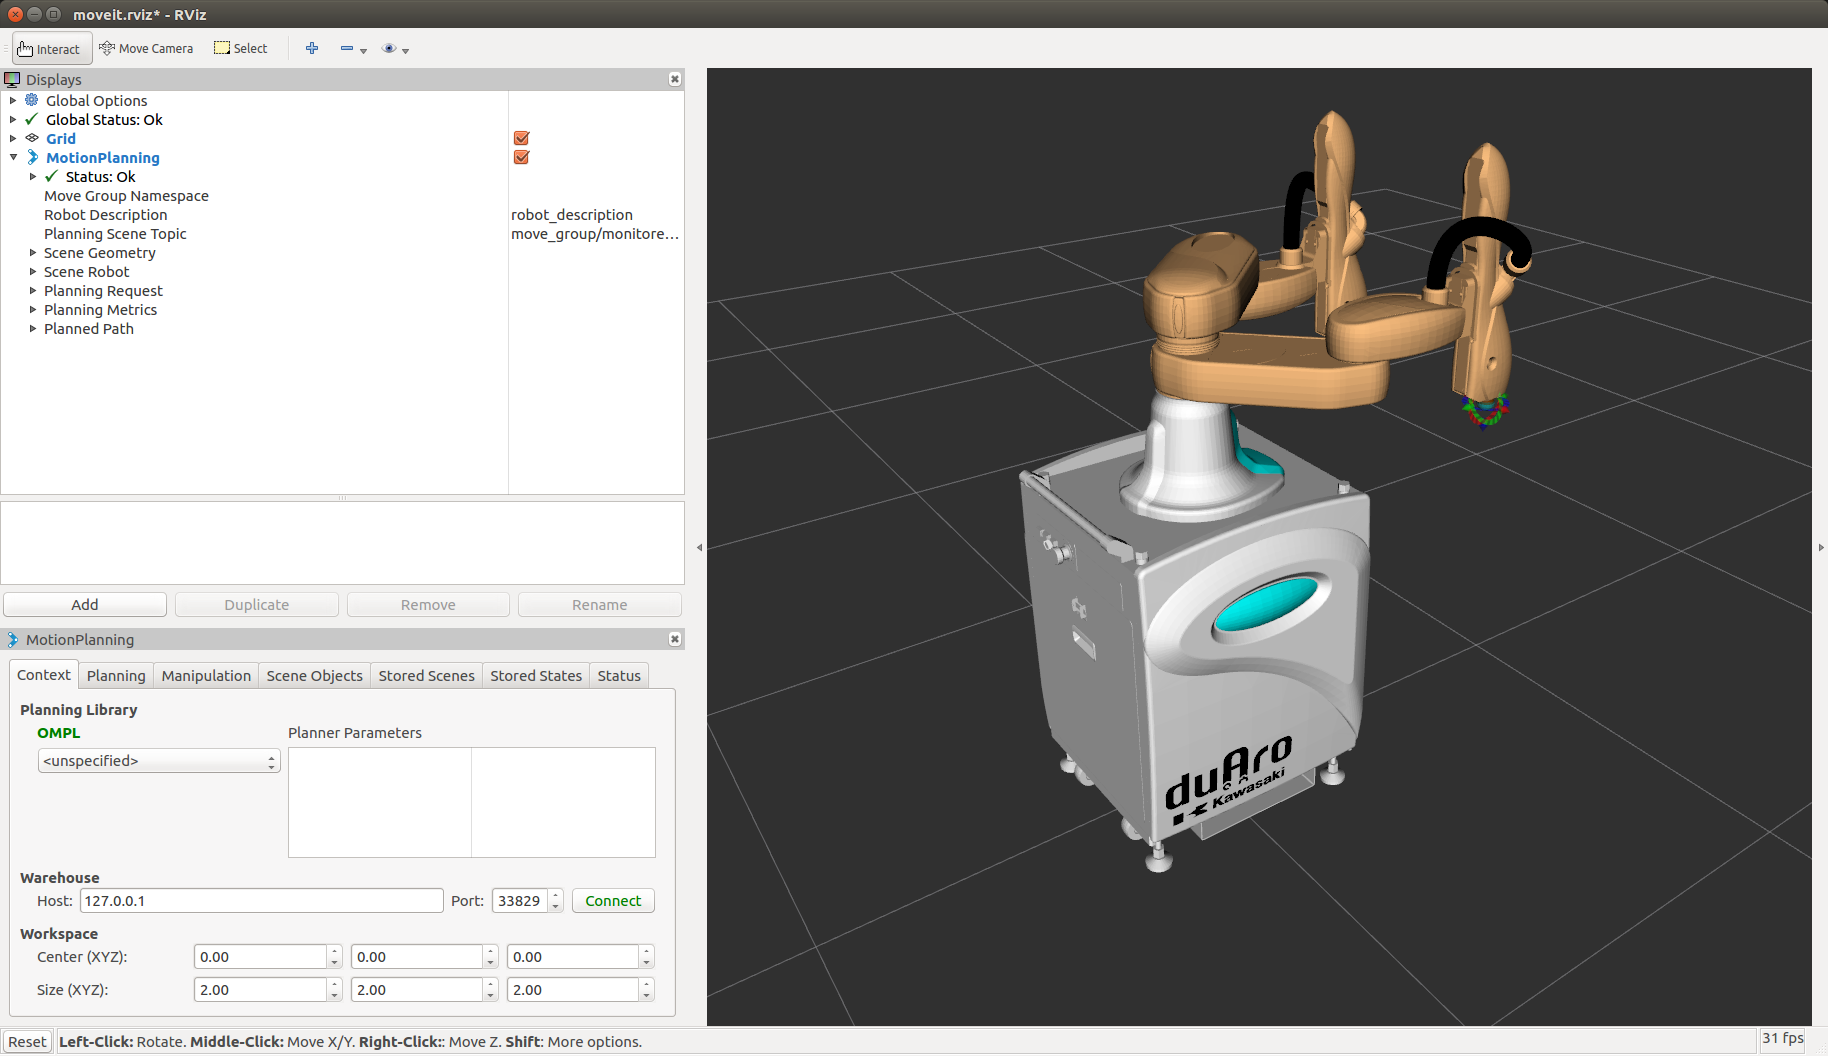 moveit.rviz* - RViz
Interact Move Camera Select
Displays
Global Options
Global Status: Ok
Grid
MotionPlanning
Status: Ok
Move Group Namespace
Robot Description robot_description
Planning Scene Topic move_group/monitore...
Scene Geometry
Scene Robot
Planning Request
Planning Metrics
Planned Path
Add Duplicate Remove Rename
MotionPlanning
Context Planning Manipulation Scene Objects Stored Scenes Stored States Status
Planning Library
OMPL Planner Parameters
<unspecified>
Warehouse
Host: 127.0.0.1 Port: 33829 Connect
Workspace
Center (XYZ): 0.00 0.00 0.00
Size (XYZ): 2.00 2.00 2.00
Reset Left-Click: Rotate. Middle-Click: Move X/Y. Right-Click:: Move Z. Shift: More options. 31 fps
duAro
Kawasaki